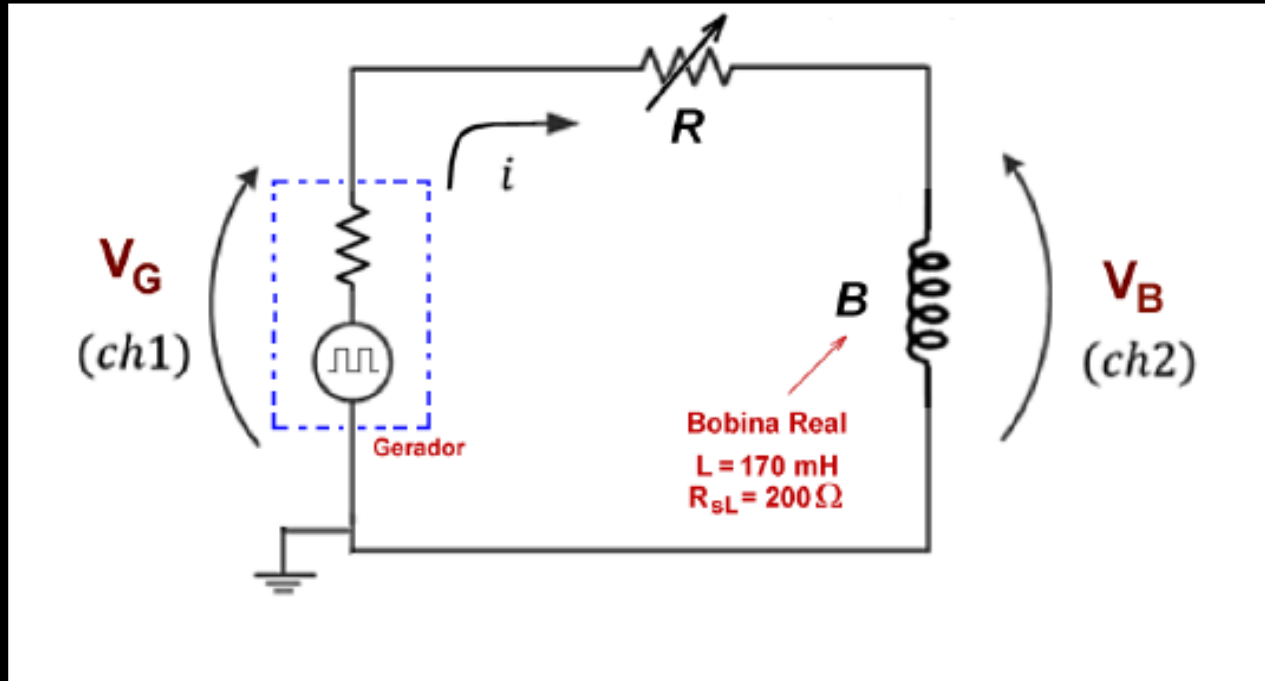 R
i
V_G
(ch1)
B
V_B
(ch2)
Gerador
Bobina Real
L = 170 mH
R_sL = 200 Ω